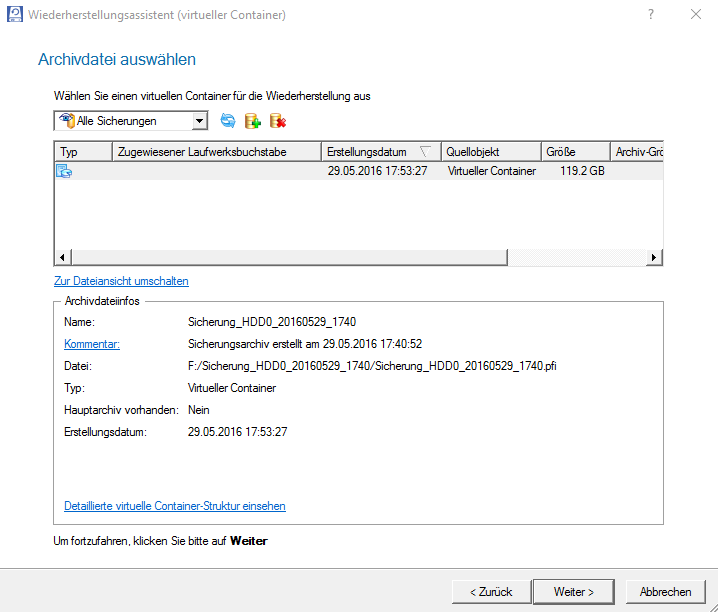 Wiederherstellungsassistent (virtueller Container)
Archivdatei auswählen
Wählen Sie einen virtuellen Container für die Wiederherstellung aus
Alle Sicherungen
Typ Zugewiesener Laufwerksbuchstabe Erstellungsdatum Quellobjekt Größe Archiv-Grö
29.05.2016 17:53:27 Virtueller Container 119.2 GB
Zur Dateiansicht umschalten
Archivdateiinfos
Name: Sicherung_HDD0_20160529_1740
Kommentar: Sicherungsarchiv erstellt am 29.05.2016 17:40:52
Datei: F:/Sicherung_HDD0_20160529_1740/Sicherung_HDD0_20160529_1740.pfi
Typ: Virtueller Container
Hauptarchiv vorhanden: Nein
Erstellungsdatum: 29.05.2016 17:53:27
Detaillierte virtuelle Container-Struktur einsehen
Um fortzufahren, klicken Sie bitte auf Weiter
< Zurück Weiter > Abbrechen